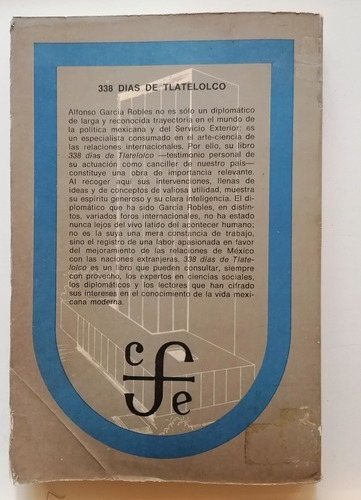 338 DIAS DE TLATELOLCO
Alfonso García Robles no es sólo un diplomático
de larga y reconocida trayectoria en el mundo de
la política mexicana y del Servicio Exterior; es
un especialista consumado en el arte-ciencia de
las relaciones internacionales. Por ello, su libro
338 días de Tlatelolco —testimonio personal de
su actuación como canciller de nuestro país—
constituye una obra de importancia relevante.
Al recoger aquí sus intervenciones, llenas de
ideas y de conceptos de valiosa utilidad, muestra
su espíritu generoso y su clara inteligencia. El di-
plomático que ha sido García Robles, en distin-
tos, variados foros internacionales, no ha estado
nunca lejos del vivo latido del acontecer humano;
no es la suya una mera constancia de trabajo,
sino el registro de una labor apasionada en favor
del mejoramiento de las relaciones de México
con las naciones extranjeras. 338 días de Tlate-
lolco es un libro que pueden consultar, siempre
con provecho, los expertos en ciencias sociales,
los diplomáticos y los lectores que han cifrado
sus intereses en el conocimiento de la vida mexi-
cana moderna.
c f e